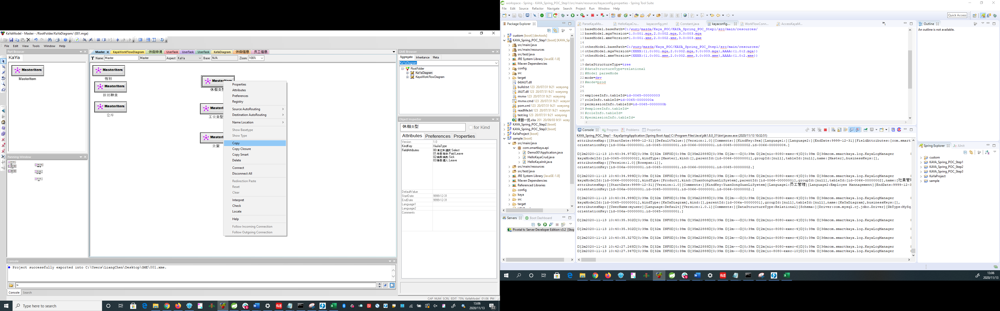 KaYaModel - Master - /RootFolder/KaYaDiagram/ (001.mga)
File Edit View Tools Window Help
Part Browser
KaYa
MasterItem
MasterItem
Panning Window
Master KayaWorkFlowDiagram 休假申请 UserTask UserTask UserTask KaYaDiagram 休假信息 员工信息
Name: Master Master Aspect: KaYa Base: N/A Zoom: 100%
MasterItem
性别
MasterItem
报销种类
MasterItem
仓库
MasterItem
休假类型
MasterI
工资类型
MasterI
货架
Properties
Attributes
Preferences
Registry
Source AutoRouting
Destination AutoRouting
Name Location
Show Basetype
Show Type
Copy
Copy Closure
Copy Smart
Delete
Connect
Disconnect All
Redirection Paste
Reset
Clear
Interpret
Check
Locate
Help
Follow Incoming Connection
Follow Outgoing Connection
GME Browser
Aggregate Inheritance Meta
KaYaDiagram
RootFolder
KaYaDiagram
KayaWorkFlowDiagram
Object Inspector
休假类型 for Kind
Attributes Preferences Properties
Version 1.0
KindKey XiuJiaType
FieldAttributes 00:请选择:選択:Select
01:年假:有休:Paid Leave
02:病假:病気:Sick
03:事假:個人:Leave
DefaultValue
StartDate 9999-12-31
EndDate 9999-12-31
Language1
Language2
Comments
Console
Project successfully exported into C:\Users\LiangChen\Desktop\GME\001.xme.
>
Console Search
CAP NUM SCRL EDIT 75% KaYaModel 01:06 PM
Type here to search
13:06
2020/11/13
22
workspace - Spring - KAYA_Spring_POC_Step1/src/main/resources/kayaconfig.properties - Spring Tool Suite
File Edit Source Refactor Navigate Search Project Run Window Help
Quick Access
Package Explorer
custom [boot] [devtools]
KAYA_Spring_POC_Step1 [boot] [KAYA_Sp
src/main/java
src/main/resources
src/test/java
JRE System Library [JavaSE-1.8]
Maven Dependencies
config
src
target
64JAUT.dll
build.txt 123 20/07/31 9:21 wzeyong
JAUT.dll 123 20/07/31 9:21 wzeyong
mvnw 123 20/07/31 9:21 wzeyong
mvnw.cmd 123 20/07/31 9:21 wzeyor
pom.xml 123 20/07/31 9:21 wzeyong
readMe.txt 123 20/07/31 9:21 wzeyong
test.log 123 20/07/31 9:21 wzeyong
课题一览.xlsx 201 20/09/03 9:51 wzey
KAYA_Spring_POC_Step2 [boot]
KAYA_Spring_POC_Step3 [boot]
KaYaProject [boot]
sample [boot]
src/main/java
com.smartkaya.api
Demo001Application.java
HelloKayaCrud.java
HelloKayaInit.java
src/main/resources
src/test/java
JRE System Library [JavaSE-1.8]
Maven Dependencies
Referenced Libraries
config
kaya
src
target
Servers Boot Dashboard
Pivotal tc Server Developer Edition v3.2 [Stop
ParseKayaMo... HelloKayaCru... kayaconfig.yml Constant.java kayaconfig.... WorkFlowConn... AccessKayaM...
11 baseModel.basePath=C:/wuzy/mazda/Kaya_POC/KAYA_Spring_POC_Step1/src/main/resources/
12 baseModel.mgaVersion=1.0:001.mga,2.0:002.mga,3.0:003.mga
13 baseModel.xmeVersion=1.0:001.xme,2.0:002.xme,3.0:003.xme
14
15 otherModel.basePath=C:/wuzy/mazda/Kaya_POC/KAYA_Spring_POC_Step1/src/main/resources/
16 otherModel.mgaVersion={XXXX:{1.0:001.mga,2.0:002.mga,3.0:003.mga},AAAA:{1.0:2.mga}}
17 otherModel.xmeVersion={XXXX:{1.0:001.xme,2.0:002.xme,3.0:003.xme},AAAA:{1.0:2.xme}}
18
19 dataStructureType=tree
20 #dataStructureType=relational
21 #Model parseMode
22 mode=dev
23 #mode=prod
24
25
26 emploeeInfo.tableId=id-0065-00000003
27 roleInfo.tableId=id-0065-0000000a
28 permissionInfo.tableId=id-0065-0000000b
29 #emploeeInfo.tableId=
30 #roleInfo.tableId=
31 #permissionInfo.tableId=
Console Progress Problems Properties
KAYA_Spring_POC_Step1 - KayaSpringApplication [Spring Boot App] C:\Program Files\Java\jdk1.8.0_31\bin\javaw.exe (2020/11/13 10:32:51)
attributesMap:[[StartDate:9999-12-31][DefaultValue:][Version:1.0][Comments:][KindKey:Sex][Language1:][Language2:][EndDate:9999-12-31][FieldAttributes:[com.smart
orientationKey:[id-006a-00000001.id-0065-00000001.id-0066-00000001.id-0065-00000002.id-0066-00000004.]
[2m2020-11-13 10:40:34.973[0;39m [32m INFO[0;39m [35m22888[0;39m [2m---[0;39m [2m[nio-8080-exec-4][0;39m [36mcom.smartkaya.log.KayaLogManager
kayaModelId:[id-0065-00000002],kindType:[Master],kind:[],parentId:[id-0066-00000001],groupId:[null],tableId:[null],name:[Master],businessKeys:[],
attributesMap:[[Version:1.0][Rowspan:1]],
orientationKey:[id-006a-00000001.id-0065-00000001.id-0066-00000001.id-0065-00000002.]
[2m2020-11-13 10:40:34.999[0;39m [32m INFO[0;39m [35m22888[0;39m [2m---[0;39m [2m[nio-8080-exec-4][0;39m [36mcom.smartkaya.log.KayaLogManager
kayaModelId:[id-0066-00000002],kindType:[Product],kind:[YuanGongGuanLiSystem],parentId:[id-0066-00000001],groupId:[null],tableId:[id-0066-00000002],name:[社員管理
attributesMap:[[StartDate:9999-12-31][Version:1.0][Comments:][KindKey:YuanGongGuanLiSystem][Language1:员工管理][Language2:Employee Mannagement][EndDate:9999-12-3
orientationKey:[id-006a-00000001.id-0065-00000001.id-0066-00000001.id-0066-00000002.]
[2m2020-11-13 10:40:34.999[0;39m [32m INFO[0;39m [35m22888[0;39m [2m---[0;39m [2m[nio-8080-exec-4][0;39m [36mcom.smartkaya.log.KayaLogManager
kayaModelId:[id-0065-00000001],kindType:[KaYaDiagram],kind:[],parentId:[id-006a-00000001],groupId:[null],tableId:[null],name:[KaYaDiagram],businessKeys:[],
attributesMap:[[UserName:myuser][Language:Default][Version:1.0.1][Comments:][DataStructureType:Relational][Schema:][Driver:com.mysql.cj.jdbc.Driver][DbType:MySq
orientationKey:[id-006a-00000001.id-0065-00000001.]
[2m2020-11-13 10:40:35.302[0;39m [32m INFO[0;39m [35m22888[0;39m [2m---[0;39m [2m[nio-8080-exec-4][0;39m [36mcom.smartkaya.log.KayaLogManager
[2m2020-11-13 10:40:35.302[0;39m [32m INFO[0;39m [35m22888[0;39m [2m---[0;39m [2m[nio-8080-exec-4][0;39m [36mcom.smartkaya.log.KayaLogManager
[2m2020-11-13 10:40:35.327[0;39m [32m INFO[0;39m [35m22888[0;39m [2m---[0;39m [2m[nio-8080-exec-4][0;39m [36mcom.smartkaya.log.KayaLogManager
[2m2020-11-13 10:42:27.268[0;39m [32m INFO[0;39m [35m22888[0;39m [2m---[0;39m [2m[nio-8080-exec-6][0;39m [36mcom.smartkaya.log.KayaLogManager
[2m2020-11-13 10:42:27.347[0;39m [32m INFO[0;39m [35m22888[0;39m [2m---[0;39m [2m[io-8080-exec-10][0;39m [36mcom.smartkaya.log.KayaLogManager
Outline
An outline is not available.
Spring Explorer JUnit
custom
KAYA_Spring_POC_Step1
KAYA_Spring_POC_Step2
KAYA_Spring_POC_Step3
KaYaProject
sample
13:06
2020/11/13